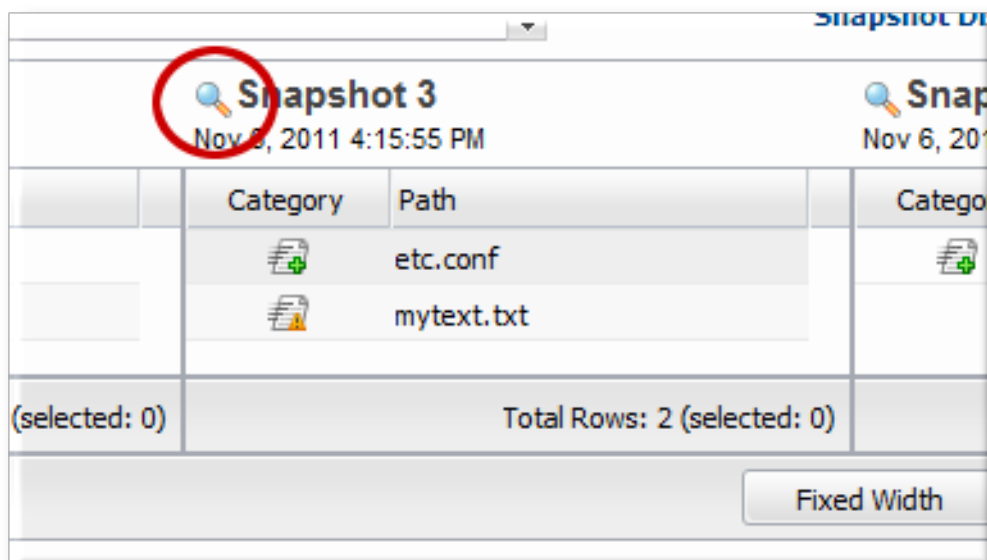 Snapshot
Snapshot 3
Snap
Nov 6, 2011 4:15:55 PM
Nov 6, 201
Category Path
Catego
etc.conf
mytext.txt
(selected: 0)
Total Rows: 2 (selected: 0)
Fixed Width